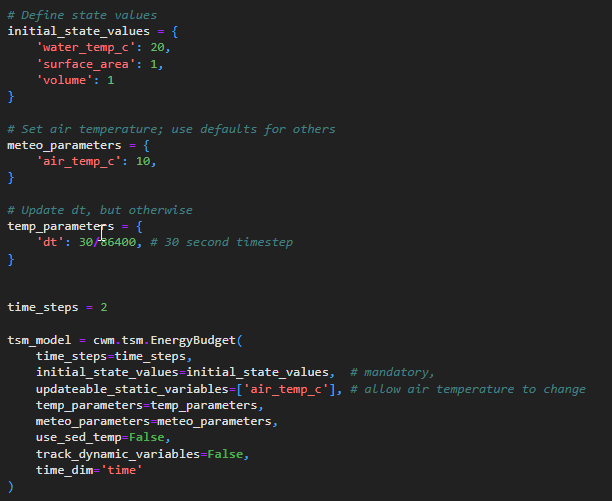 # Define state values
initial_state_values = {
    'water_temp_c': 20,
    'surface_area': 1,
    'volume': 1
}
# Set air temperature; use defaults for others
meteo_parameters = {
    'air_temp_c': 10,
}
# Update dt, but otherwise
temp_parameters = {
    'dt': 30/86400, # 30 second timestep
}
time_steps = 2
tsm_model = cwm.tsm.EnergyBudget(
    time_steps=time_steps,
    initial_state_values=initial_state_values,  # mandatory,
    updateable_static_variables=['air_temp_c'], # allow air temperature to change
    temp_parameters=temp_parameters,
    meteo_parameters=meteo_parameters,
    use_sed_temp=False,
    track_dynamic_variables=False,
    time_dim='time'
)